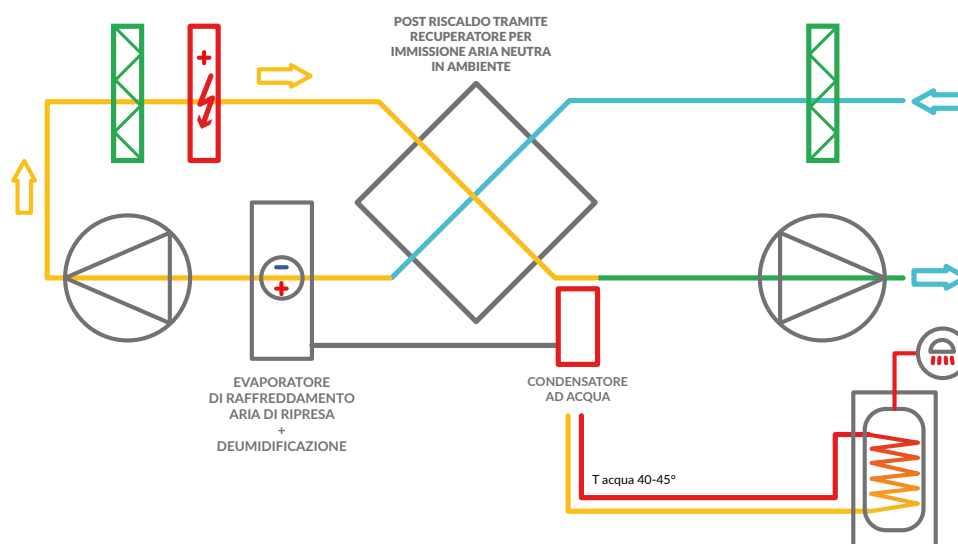 POST RISCALDO TRAMITE
RECUPERATORE PER
IMMISSIONE ARIA NEUTRA
IN AMBIENTE
EVAPORATORE
DI RAFFREDDAMENTO
ARIA DI RIPRESA
+
DEUMIDIFICAZIONE
CONDENSATORE
AD ACQUA
T acqua 40-45°